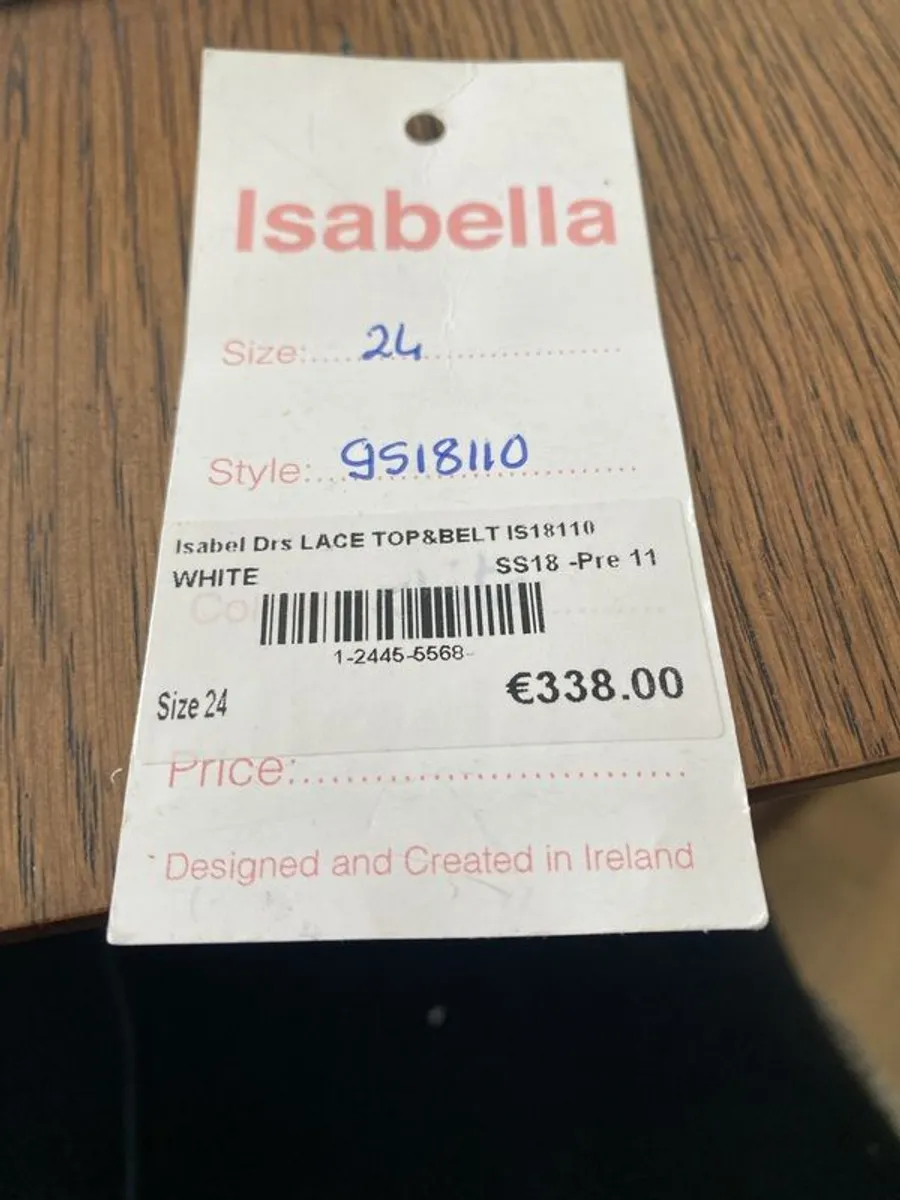 Isabella
Size:....24....................
Style:...9S18110...............
Isabel Drs LACE TOP&BELT IS18110
WHITE SS18 -Pre 11
Col
1-2445-5568-
Size 24 €338.00
Price:..............................
Designed and Created in Ireland